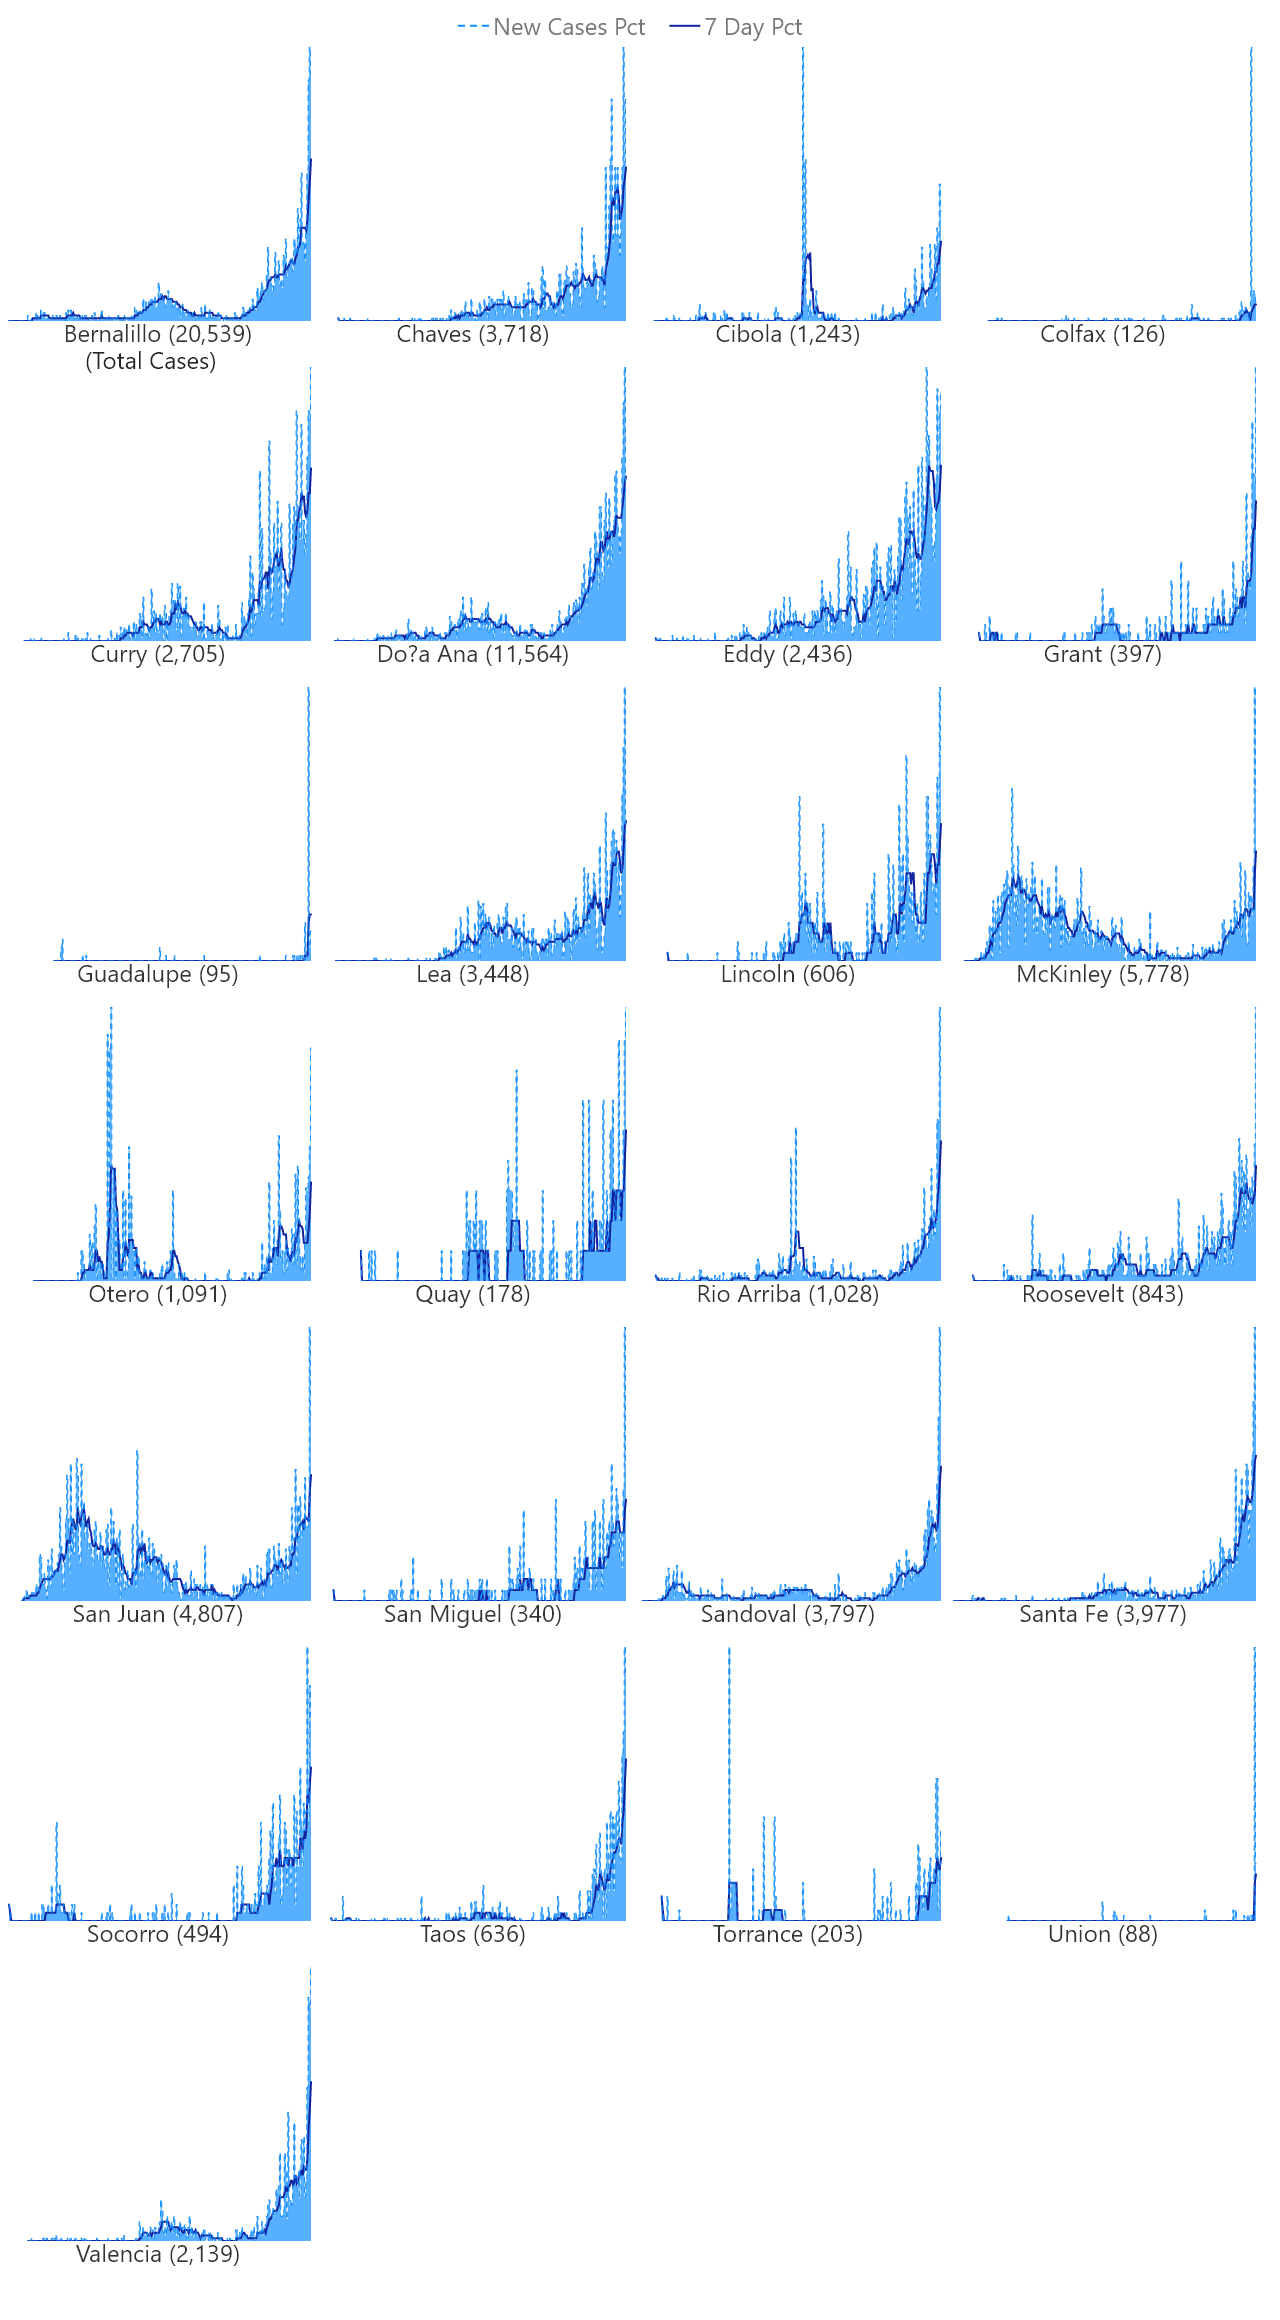 New Cases Pct 7 Day Pct
Bernalillo (20,539) Chaves (3,718) Cibola (1,243) Colfax (126)
(Total Cases)
Curry (2,705) Do?a Ana (11,564) Eddy (2,436) Grant (397)
Guadalupe (95) Lea (3,448) Lincoln (606) McKinley (5,778)
Otero (1,091) Quay (178) Rio Arriba (1,028) Roosevelt (843)
San Juan (4,807) San Miguel (340) Sandoval (3,797) Santa Fe (3,977)
Socorro (494) Taos (636) Torrance (203) Union (88)
Valencia (2,139)